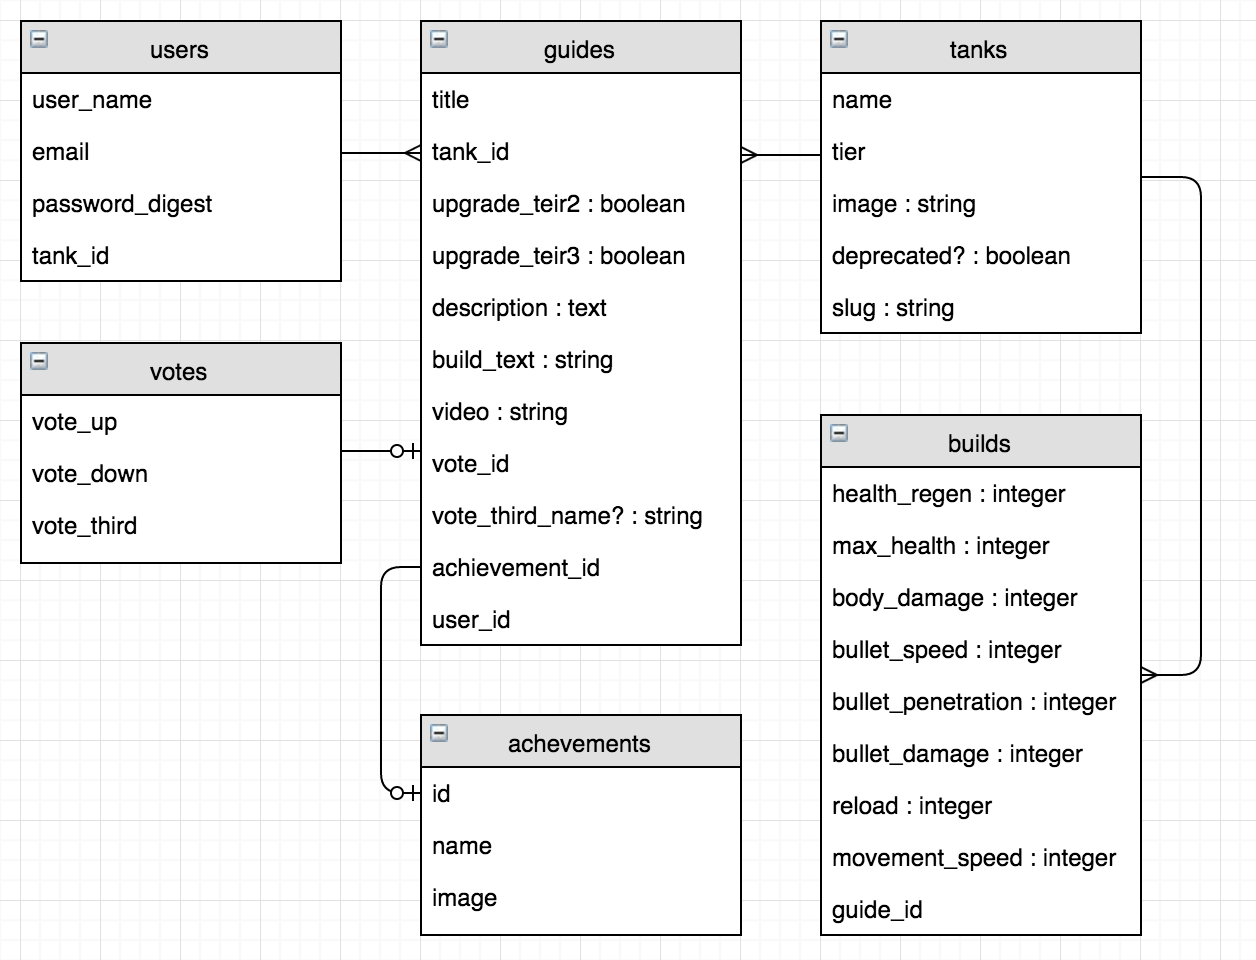 users
user_name
email
password_digest
tank_id
votes
vote_up
vote_down
vote_third
guides
title
tank_id
upgrade_teir2 : boolean
upgrade_teir3 : boolean
description : text
build_text : string
video : string
vote_id
vote_third_name? : string
achievement_id
user_id
achevements
id
name
image
tanks
name
tier
image : string
deprecated? : boolean
slug : string
builds
health_regen : integer
max_health : integer
body_damage : integer
bullet_speed : integer
bullet_penetration : integer
bullet_damage : integer
reload : integer
movement_speed : integer
guide_id